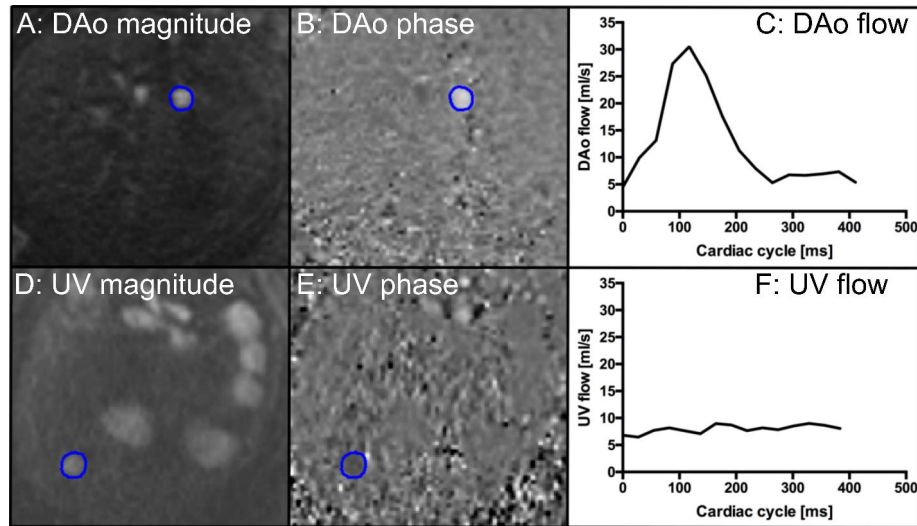 A: DAo magnitude
B: DAo phase
C: DAo flow
DAo flow [ml/s]
35
30
25
20
15
10
5
0
0 100 200 300 400 500
Cardiac cycle [ms]
D: UV magnitude
E: UV phase
F: UV flow
UV flow [ml/s]
35
30
25
20
15
10
5
0
0 100 200 300 400 500
Cardiac cycle [ms]